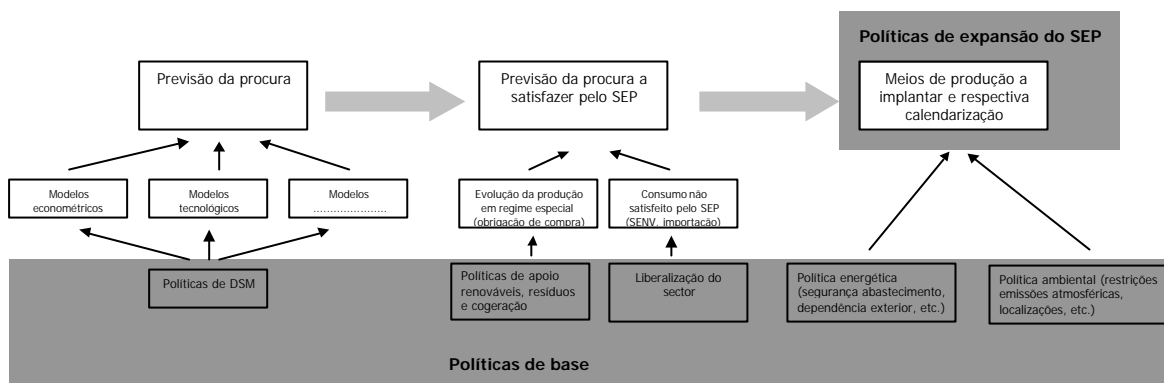 Políticas de expansão do SEP
Previsão da procura
Previsão da procura a
satisfazer pelo SEP
Meios de produção a
implantar e respectiva
calendarização
Modelos
econométricos
Modelos
tecnológicos
Modelos
......................
Evolução da produção
em regime especial
(obrigação de compra)
Consumo não
satisfeito pelo SEP
(SENV, importação)
Políticas de DSM
Políticas de apoio
renováveis, resíduos
e cogeração
Liberalização do
sector
Política energética
(segurança abastecimento,
dependência exterior, etc.)
Política ambiental (restrições
emissões atmosféricas,
localizações, etc.)
Políticas de base